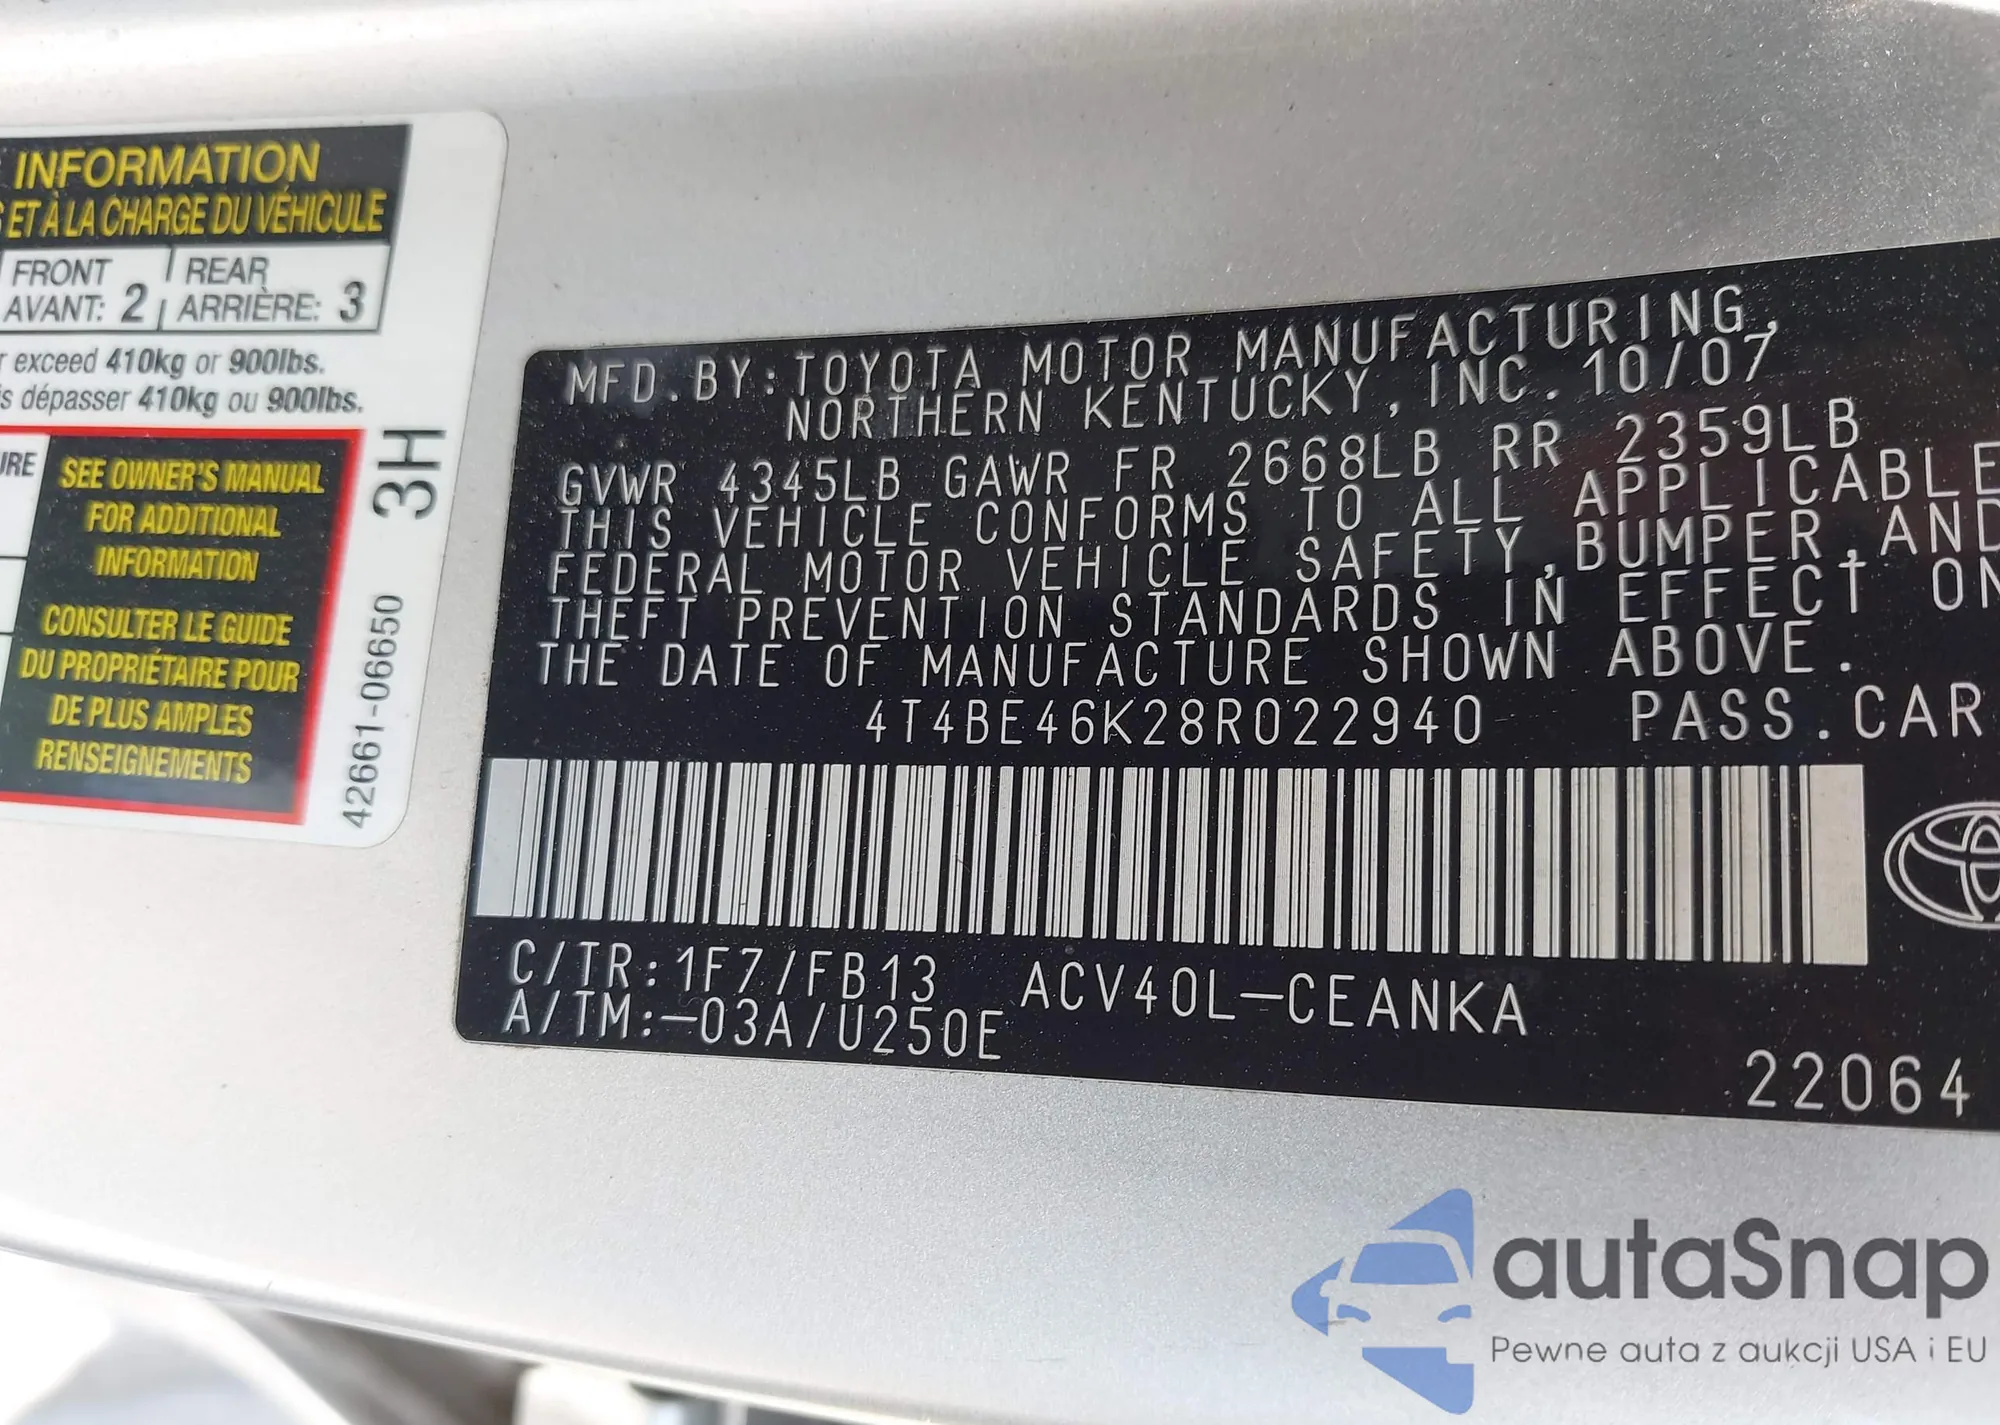 INFORMATION
ET À LA CHARGE DU VÉHICULE
FRONT
AVANT: 2
REAR
ARRIÈRE: 3
exceed 410kg or 900lbs.
dépasser 410kg ou 900lbs.
SEE OWNER'S MANUAL
FOR ADDITIONAL
INFORMATION
CONSULTER LE GUIDE
DU PROPRIÉTAIRE POUR
DE PLUS AMPLES
RENSEIGNEMENTS
3H
42661-06650
MFD.BY:TOYOTA MOTOR MANUFACTURING,
NORTHERN KENTUCKY, INC. 10/07
GVWR 4345LB GAWR FR 2668LB RR 2359LB
THIS VEHICLE CONFORMS TO ALL APPLICABLE
FEDERAL MOTOR VEHICLE SAFETY,BUMPER,AND
THEFT PREVENTION STANDARDS IN EFFECT ON
THE DATE OF MANUFACTURE SHOWN ABOVE.
4T4BE46K28R022940 PASS.CAR
C/TR:1F7/FB13 ACV40L-CEANKA
A/TM:-03A/U250E
22064
autaSnap
Pewne auta z aukcji USA i EU